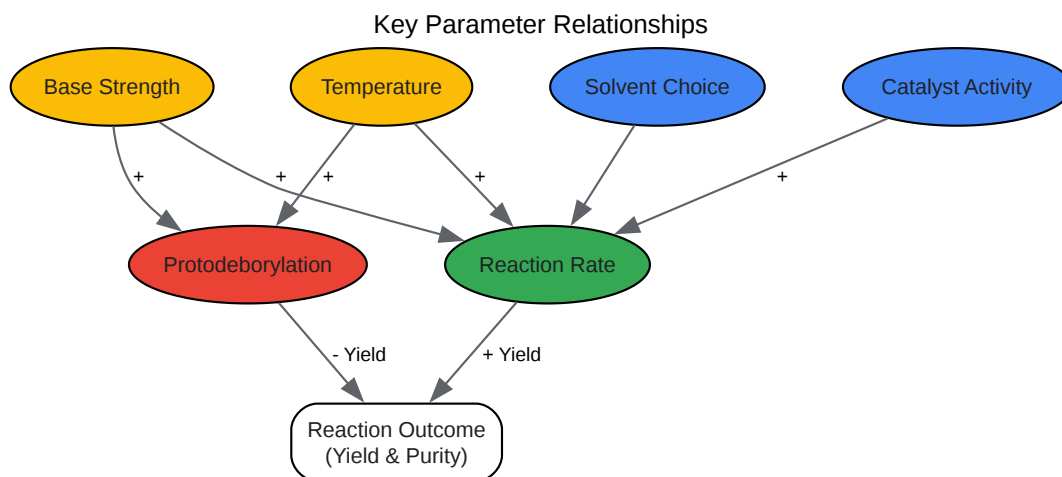 Key Parameter Relationships
Base Strength
Temperature
Solvent Choice
Catalyst Activity
+
+
+
+
+
Protodeborylation
Reaction Rate
- Yield
+ Yield
Reaction Outcome
(Yield & Purity)